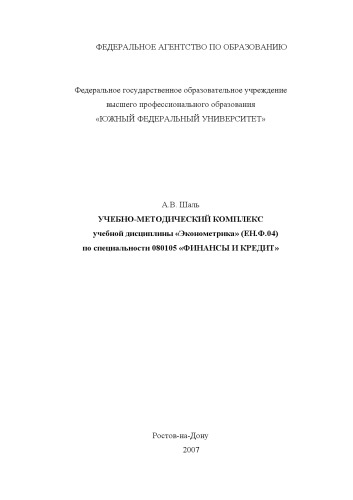 ФЕДЕРАЛЬНОЕ АГЕНТСТВО ПО ОБРАЗОВАНИЮ
Федеральное государственное образовательное учреждение
высшего профессионального образования
«ЮЖНЫЙ ФЕДЕРАЛЬНЫЙ УНИВЕРСИТЕТ»
А.В. Шаль
УЧЕБНО-МЕТОДИЧЕСКИЙ КОМПЛЕКС
учебной дисциплины «Эконометрика» (ЕН.Ф.04)
по специальности 080105 «ФИНАНСЫ И КРЕДИТ»
Ростов-на-Дону
2007